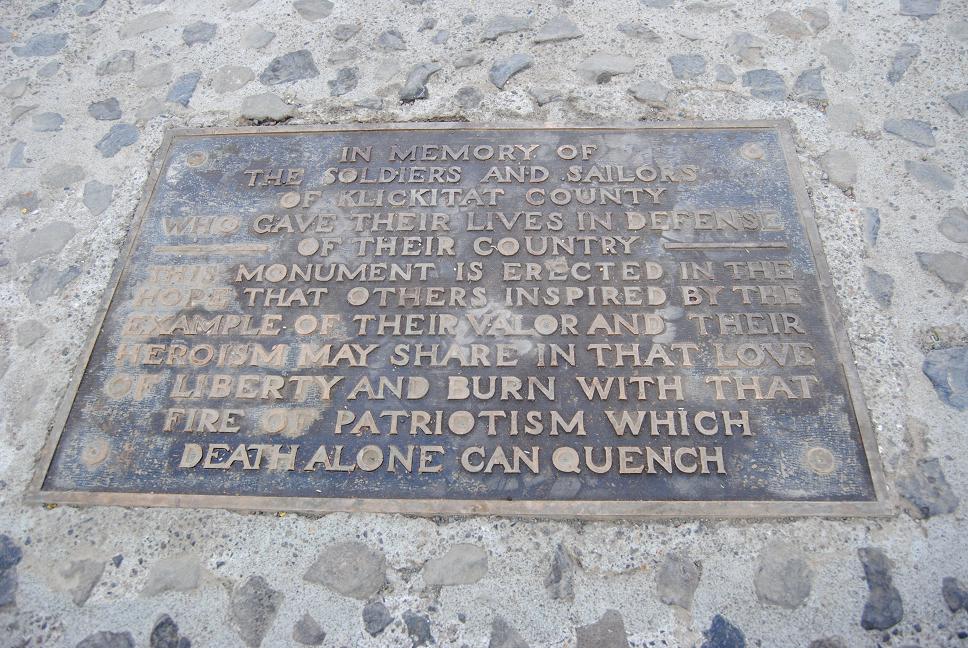 IN MEMORY OF
THE SOLDIERS AND SAILORS
OF KLICKITAT COUNTY
WHO GAVE THEIR LIVES IN DEFENSE
OF THEIR COUNTRY
THIS MONUMENT IS ERECTED IN THE
HOPE THAT OTHERS INSPIRED BY THE
EXAMPLE OF THEIR VALOR AND THEIR
HEROISM MAY SHARE IN THAT LOVE
OF LIBERTY AND BURN WITH THAT
FIRE OF PATRIOTISM WHICH
DEATH ALONE CAN QUENCH